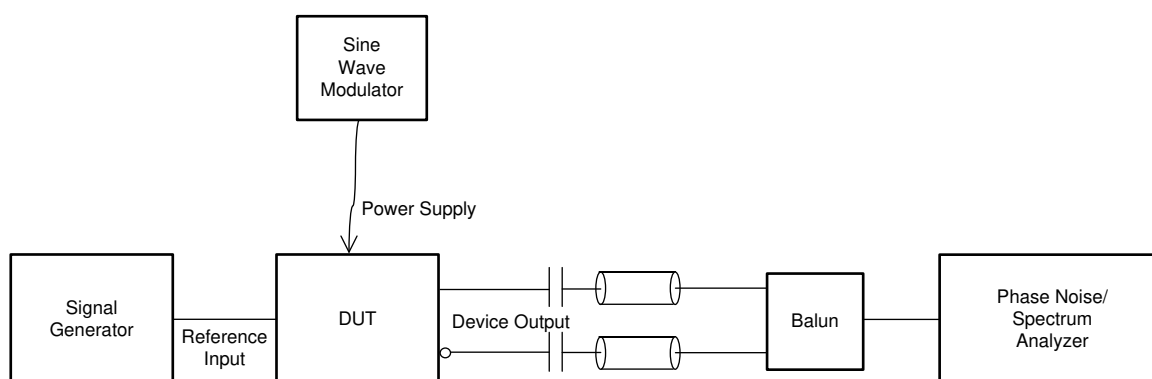 Sine
Wave
Modulator
Power Supply
Signal
Generator
Reference
Input
DUT
Device Output
Balun
Phase Noise/
Spectrum
Analyzer